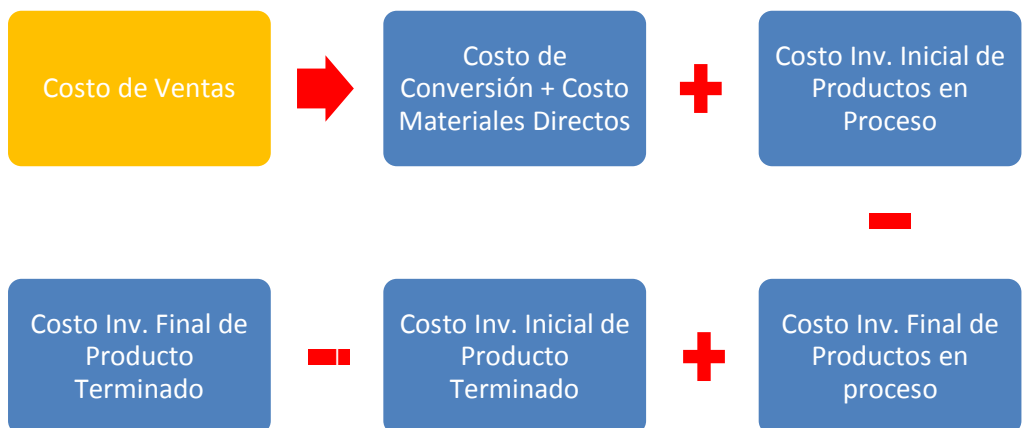 Costo de Ventas
Costo de
Conversión + Costo
Materiales Directos
Costo Inv. Inicial de
Productos en
Proceso
Costo Inv. Final de
Producto
Terminado
Costo Inv. Inicial de
Producto
Terminado
Costo Inv. Final de
Productos en
proceso